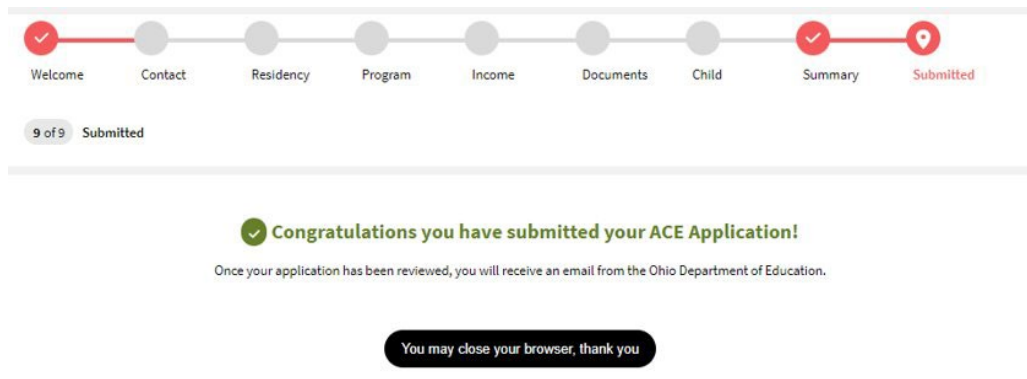 Welcome Contact Residency Program Income Documents Child Summary Submitted
9 of 9 Submitted
Congratulations you have submitted your ACE Application!
Once your application has been reviewed, you will receive an email from the Ohio Department of Education.
You may close your browser, thank you